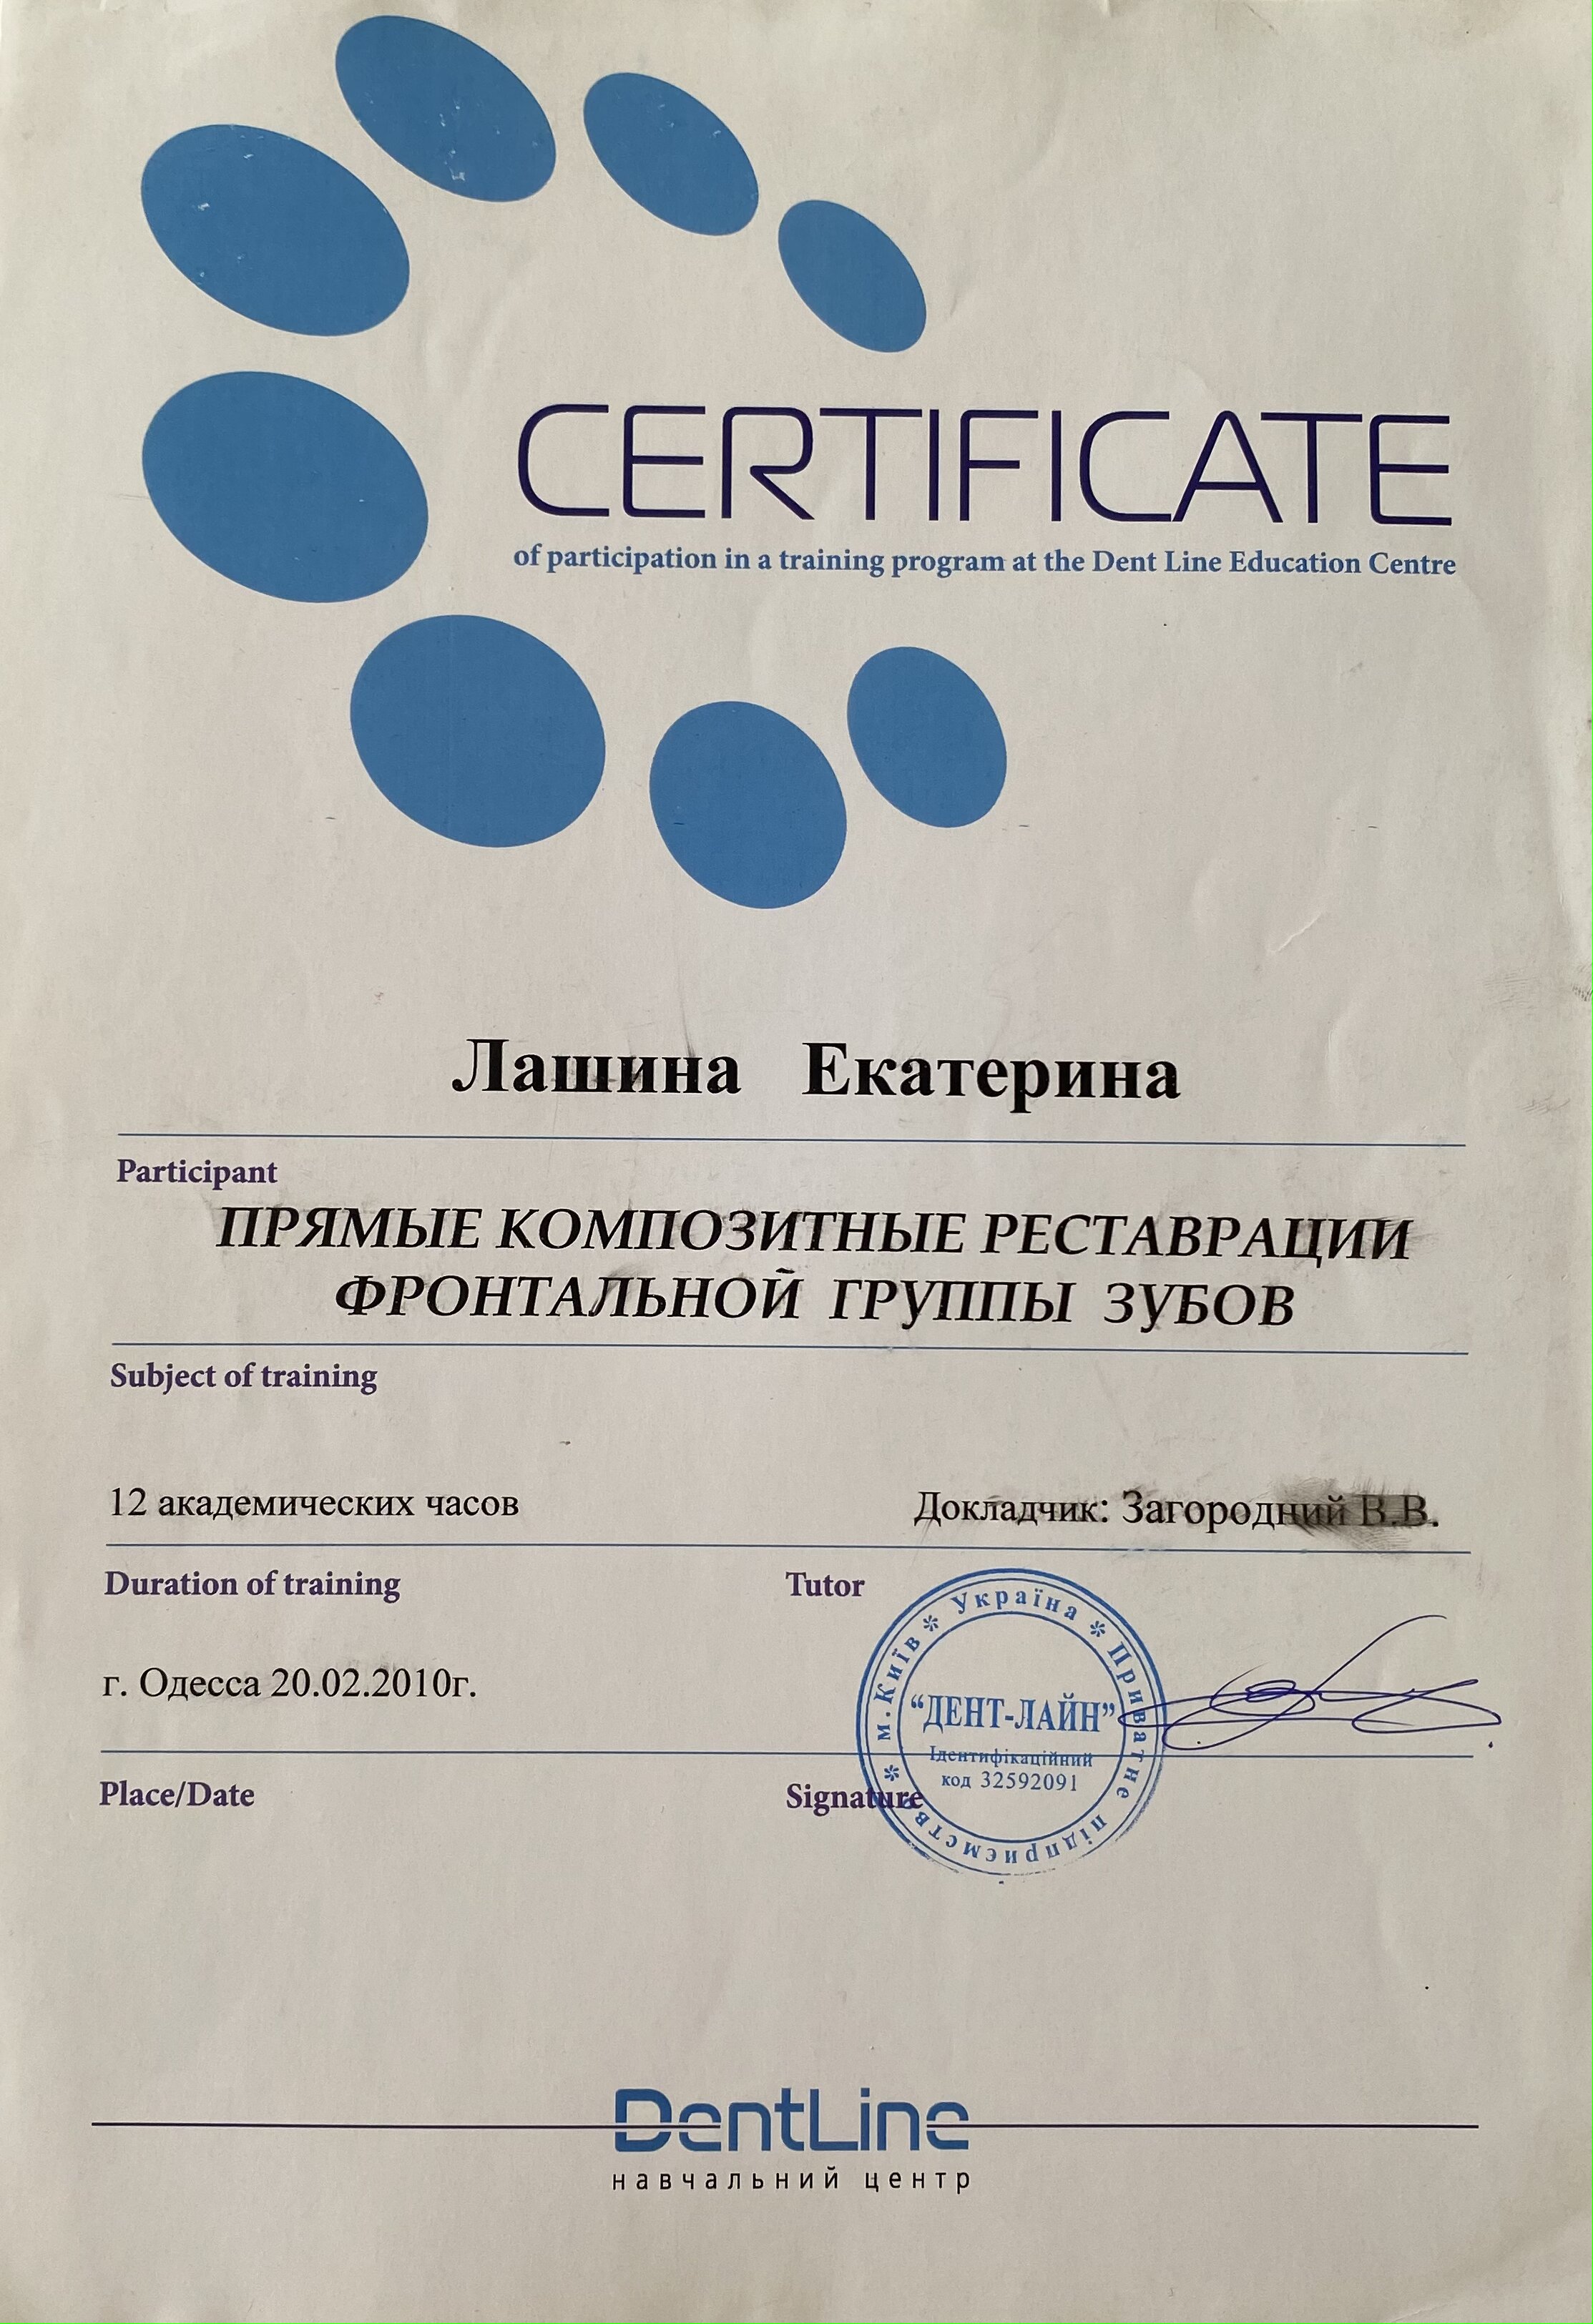 CERTIFICATE
of participation in a training program at the Dent Line Education Centre
Лашина Екатерина
Participant
ПРЯМЫЕ КОМПОЗИТНЫЕ РЕСТАВРАЦИИ
ФРОНТАЛЬНОЙ ГРУППЫ ЗУБОВ
Subject of training
12 академических часов
Докладчик: Загородний В.В.
Duration of training
Tutor
г. Одесса 20.02.2010г.
Place/Date
Signature
м.Київ * Україна * Приватне підприємство *
“ДЕНТ-ЛАЙН”
Ідентифікаційний
код 32592091
DentLine
навчальний центр